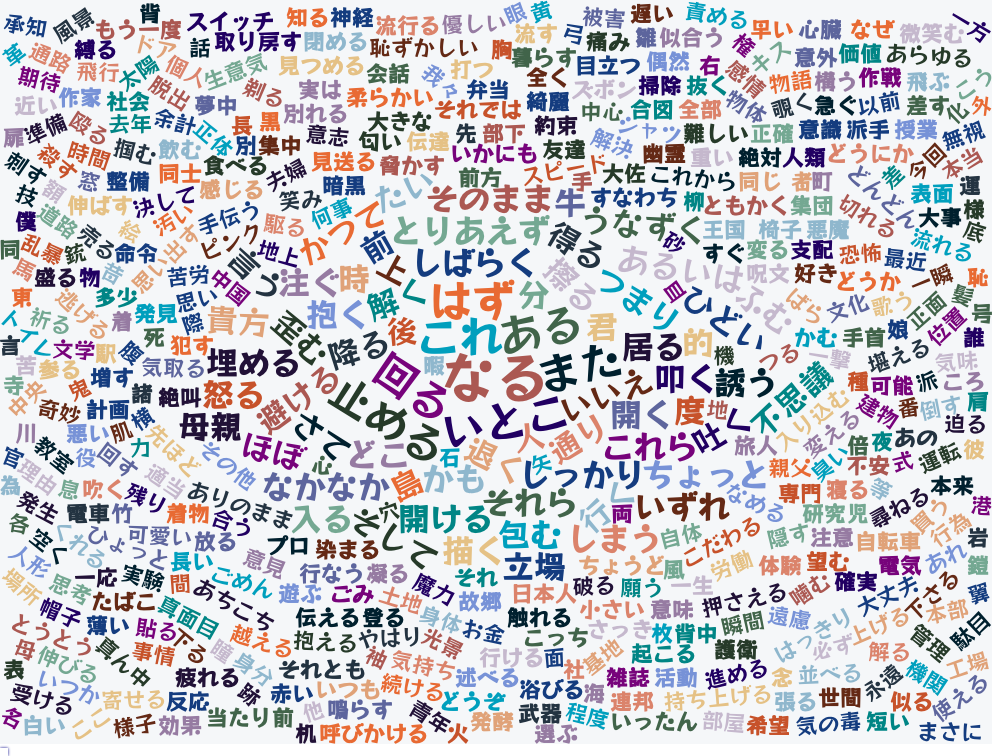 承知 風景 背 もう一度 スイッチ 知る 神経 流行る 優しい 眼 黄 被害 遅い 責める 早い 心臓 なぜ 微笑む 一方
革 通路 縛る ドア 話 取り戻す 閉める 恥ずかしい 胸 流す 弓 痛み 雛 似合う 権 キス 意外 価値 あらゆる
期待 飛行 太陽 個人 生意気 見つめる 会話 我 打つ 暮らす 目立つ 偶然 右 感情 物語 構う 作戦 飛ぶ
近い 作家 社会 脱出 夢中 剃る 実は 柔らかい 弁当 全く 綺麗 スポン 掃除 抜く 物体 覗く 急ぐ 以前 差す 外
扉 準備 殴る 去年 余計 正体 長 黒 別れる 大きな それでは 約束 中心 合図 全部 意識 派手 授業 無視
刺す 殺す 時間 掴む 飲む 別 集中 意志 匂い 伝達 先 部下 解決 シャツ 難しい 正確 今回 本当
技 額 窓 整備 同士 食べる 夫婦 見送る 脅かす いかにも 友達 スピード 幽霊 重い 絶対 人類 どうにか 差
僕 道路 伸ばす 決して 感じる 笑み 暗黒 前方 手 大佐 これから 同じ 者 町 どんどん 表面 運
絵 汚い 手伝う 駆る 何事 かつて たい そのまま 牛 すなわち 柳 ともかく 集団 切れる 大事 様
同 乱暴 銃 売る 命令 思い出す ピンク 地上 前 とりあえず 得る うなずく 砂 王国 椅子 悪魔 恐怖 流れる 底
馬 盛る 物 昔 苦労 中国 言う 注ぐ 時 上 しばらく 撥る ある いは 呪文 すぐ 変る 支配 好き どうか 最近 一瞬 恥
東 逃げる 多少 発見 思い 際 貴方 抱く 解く はず 分 つまり 皿 ひどい ふむ ばら 文化 歌う 正面 髪 号
祈る 着 死 犯す 歪む 降る 後 これ ある 君 居る 的 機 かむ 手首 娘 位置 誰
言 文学 駅 腹 気取る 埋める 回る 暇 なる また 叩く 誘う つる 一撃 堪える 気味
苦 参る 増す 諸 絶叫 怒る 避ける 止める いとこ いいえ 開く 度 地 不思議 種 可能 派 ころ
寺 中央 奇妙 鬼 計画 横 母親 さて 人 通り これら 吐く 旅人 入り込む 建物 番 倒す 肩
川 悪い 肌 力 先ほど ほぼ どこ 石 退く 矢 変える 倍 夜 あの 迫る
官 教室 役 回す その他 心 なかなか 島 かも しっかり ちょっと 親父 臭い 不安 式 運転 彼
為 理由 息 吹く 残り 適当 ありのまま 入る 穴 それら 行く 両 いずれ なめる 専門 寝る 等 本来
発生 電車 竹 着物 合う そして 開ける 包む しまう 研究 児 尋ねる 港
各 空く くれる ひょっと 可愛い 放る プロ 染まる 描く 立場 自体 こだわる 隠す 注意 自転車 買う 行為 岩
人形 長い 意見 行なう 凝る それ ちょうど 風 労働 体験 望む 電気 あれ 鎧
場所 思考 一応 実験 間 ごめん 遊ぶ ごみ 魔力 故郷 日本人 破る 願う 一生 噛む 確実 大丈夫 下さる 翼
帽子 たばこ 真面目 あちこち 伝える 登る 土地 身体 お金 触れる 小さい 意味 押さえる 遠慮 上げる 本部
とうとう 薄い 貼る 下る 越える 抱える やはり 光景 こっち さっき 枚 背中 瞬間 はっきり 必ず 管理 駄目
母 伸びる 真ん中 事情 瞳 身分 袖 気持ち 行ける 面 基地 起こる 護衛 解る 工場
表 いつか 疲れる 跡 それとも 続ける 述べる 社 雑誌 活動 進める 念 並べる 永遠 機関 使える
受ける 寄せる 反応 赤い いつも どうぞ 浴びる 海 連邦 持ち上げる 張る 世間 似る
名 白い ここ 様子 効果 当たり前 他 鳴らす 青年 火 発酵 武器 程度 いったん 部屋 希望 気の毒 短い まさに
机 呼びかける 選ぶ